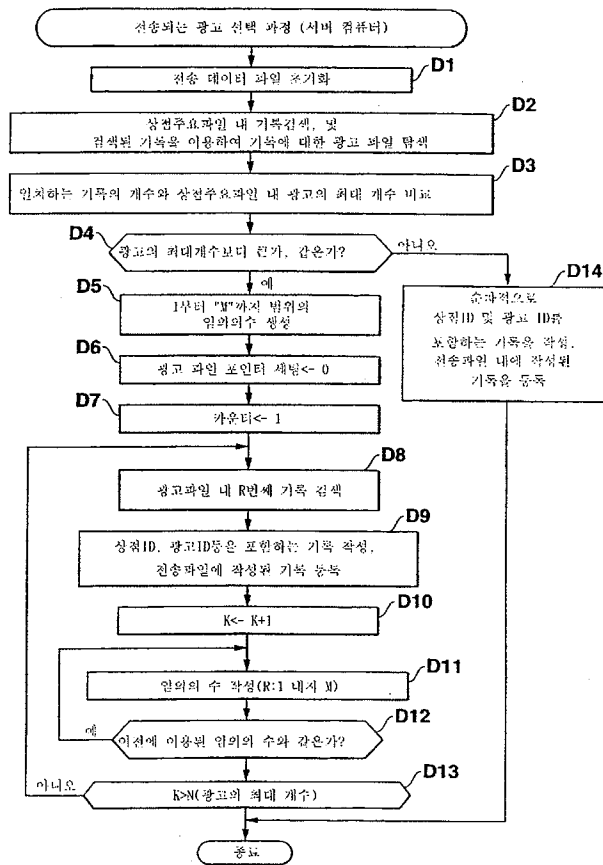 전송되는 광고 선택 과정 (서버 컴퓨터)
D1
전송 데이터 파일 초기화
D2
상점주요파일 내 기록검색, 및
검색된 기록을 이용하여 기록에 대한 광고 파일 탐색
D3
일치하는 기록의 개수와 상점주요파일 내 광고의 최대 개수 비교
D4
광고의 최대개수보다 큰가, 같은가?
아니요
예
D14
순차적으로
상점ID 및 광고 ID를
포함하는 기록을 작성,
전송파일 내에 작성된
기록을 등록
D5
1부터 "M"까지 범위의
임의의수 생성
D6
광고 파일 포인터 세팅<- 0
D7
카운터<- 1
D8
광고파일 내 R번째 기록 검색
D9
상점ID, 광고ID등을 포함하는 기록 작성,
전송파일에 작성된 기록 등록
D10
K<- K+1
D11
임의의 수 작성(R:1 내지 M)
D12
예
이전에 이용된 임의의 수와 같은가?
D13
아니요
K>N(광고의 최대 개수)
종료